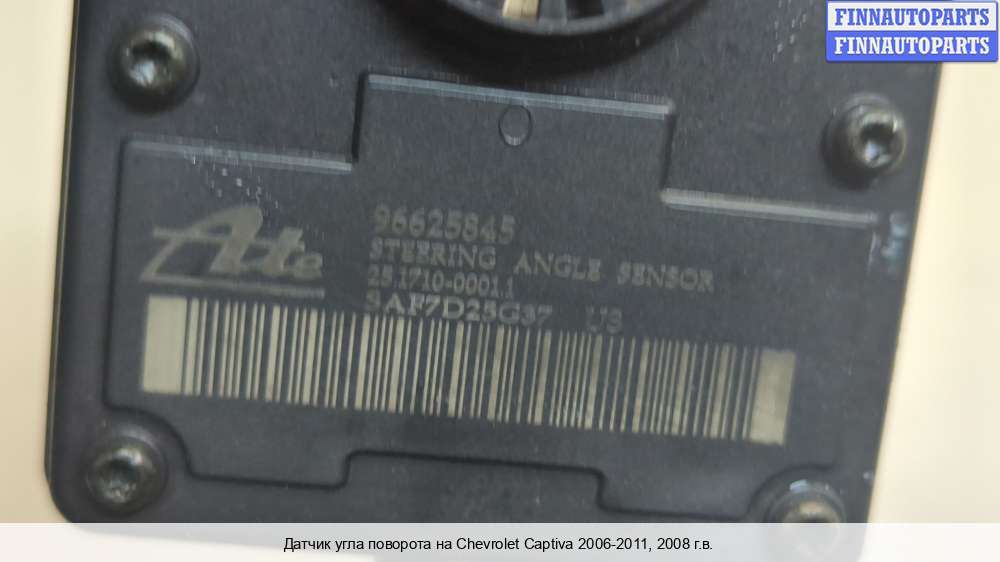 FINNAUTOPARTS
FINNAUTOPARTS
Ate
96625845
STEERING ANGLE SENSOR
25.1710-0001.1
SAF7D25G37 U3
Датчик угла поворота на Chevrolet Captiva 2006-2011, 2008 г.в.